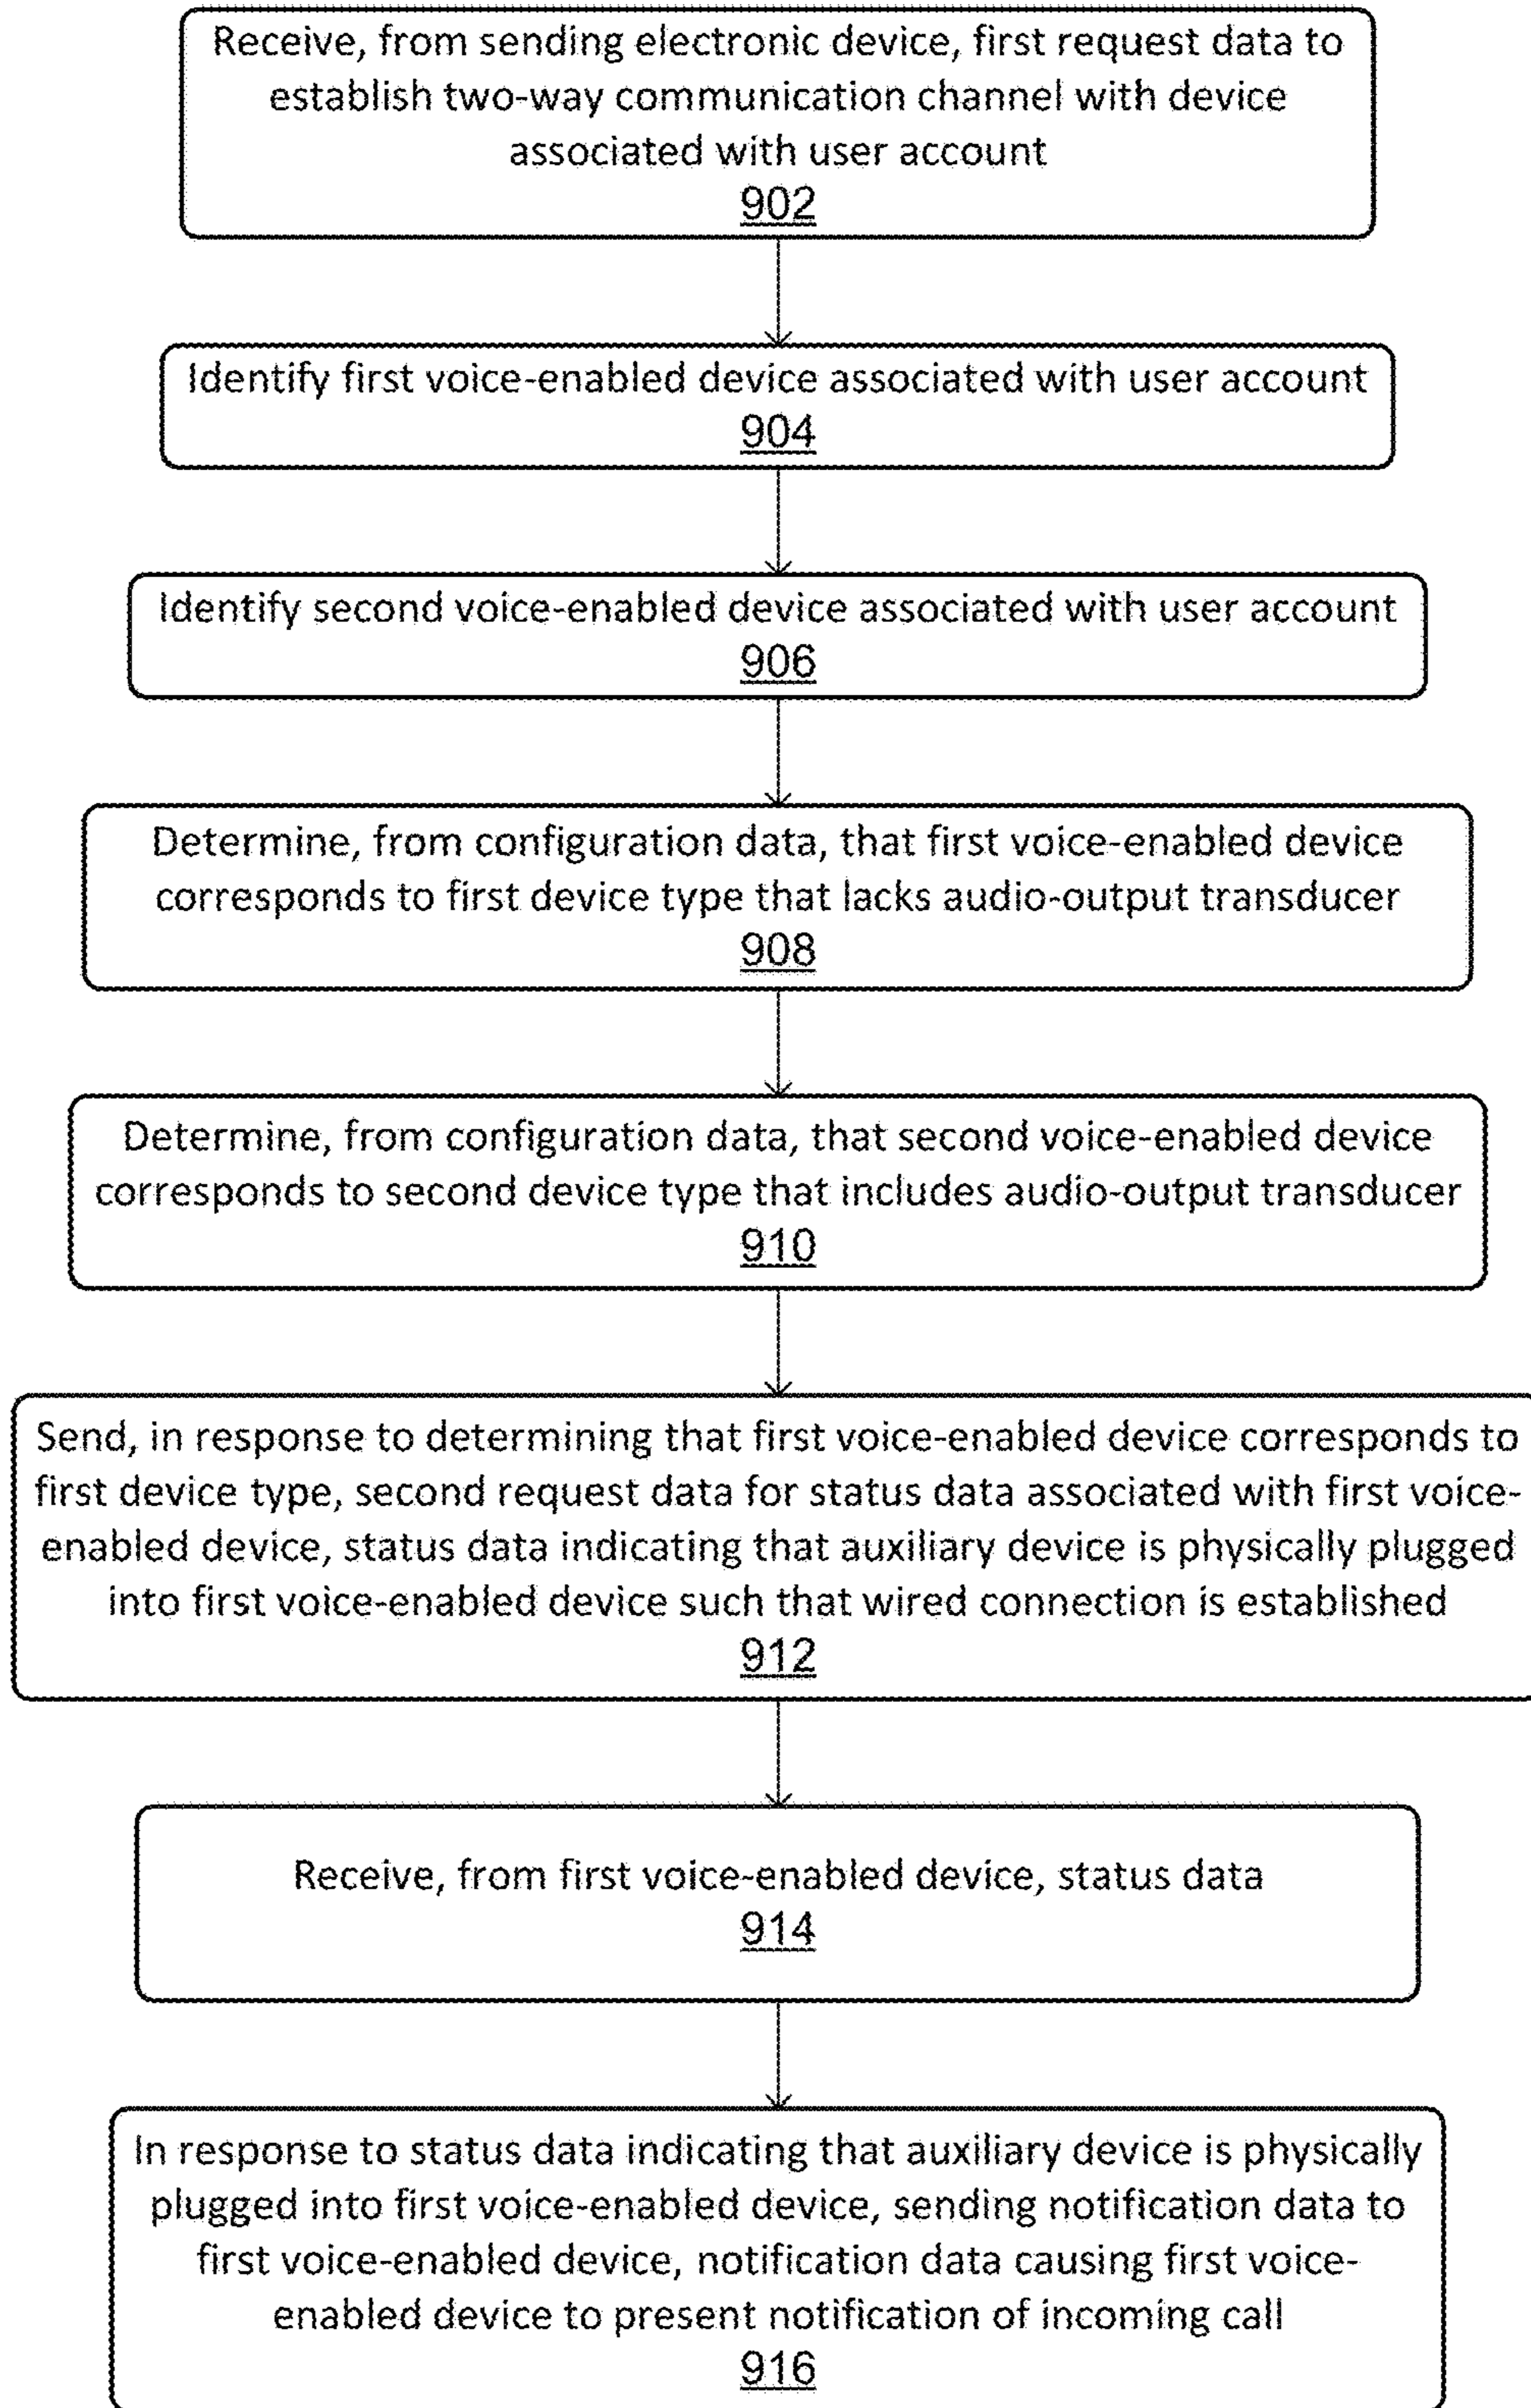 Receive, from sending electronic device, first request data to
establish two-way communication channel with device
associated with user account
902
Identify first voice-enabled device associated with user account
904
Identify second voice-enabled device associated with user account
906
Determine, from configuration data, that first voice-enabled device
corresponds to first device type that lacks audio-output transducer
908
Determine, from configuration data, that second voice-enabled device
corresponds to second device type that includes audio-output transducer
910
Send, in response to determining that first voice-enabled device corresponds to
first device type, second request data for status data associated with first voice-
enabled device, status data indicating that auxiliary device is physically plugged
into first voice-enabled device such that wired connection is established
912
Receive, from first voice-enabled device, status data
914
In response to status data indicating that auxiliary device is physically
plugged into first voice-enabled device, sending notification data to
first voice-enabled device, notification data causing first voice-
enabled device to present notification of incoming call
916